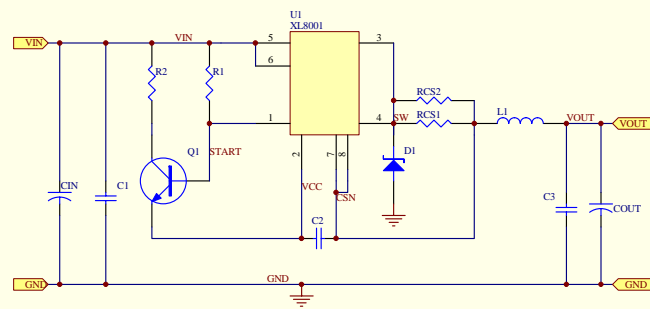 U1
XL8001
VIN
VIN
5
3
6
R2
R1
RCS2
L1
1
4
SW
RCS1
VOUT
VOUT
Q1
START
2
7
8
D1
VCC
CSN
CIN
C1
C3
COUT
C2
GND
GND
GND